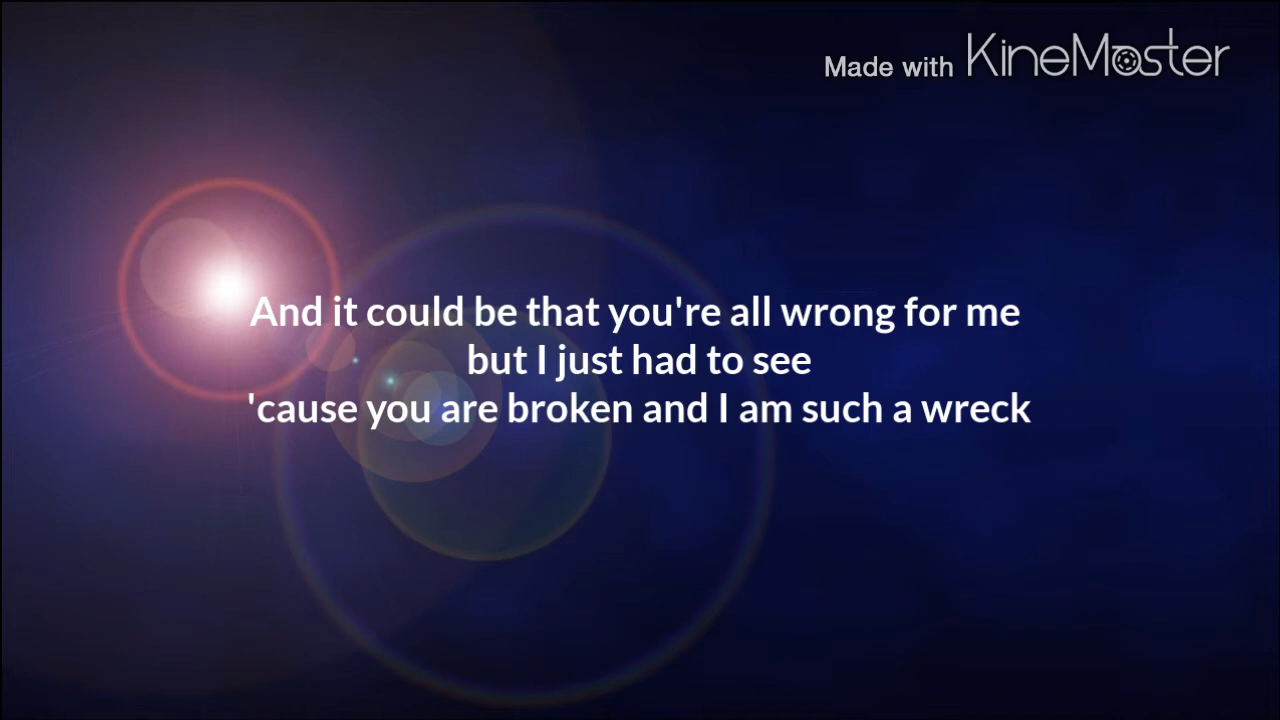 Made with KineMaster
And it could be that you're all wrong for me
but I just had to see
'cause you are broken and I am such a wreck